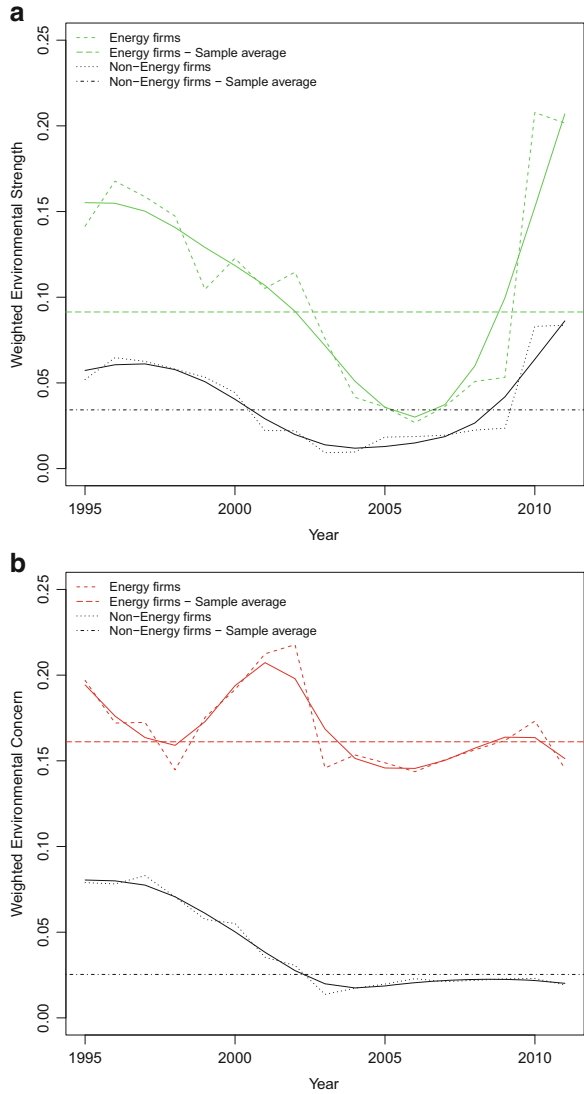 a
Energy firms
Energy firms − Sample average
Non−Energy firms
Non−Energy firms − Sample average
0.25
0.20
0.15
0.10
0.05
0.00
Weighted Environmental Strength
1995
2000
2005
2010
Year
b
Energy firms
Energy firms − Sample average
Non−Energy firms
Non−Energy firms − Sample average
0.25
0.20
0.15
0.10
0.05
0.00
Weighted Environmental Concern
1995
2000
2005
2010
Year